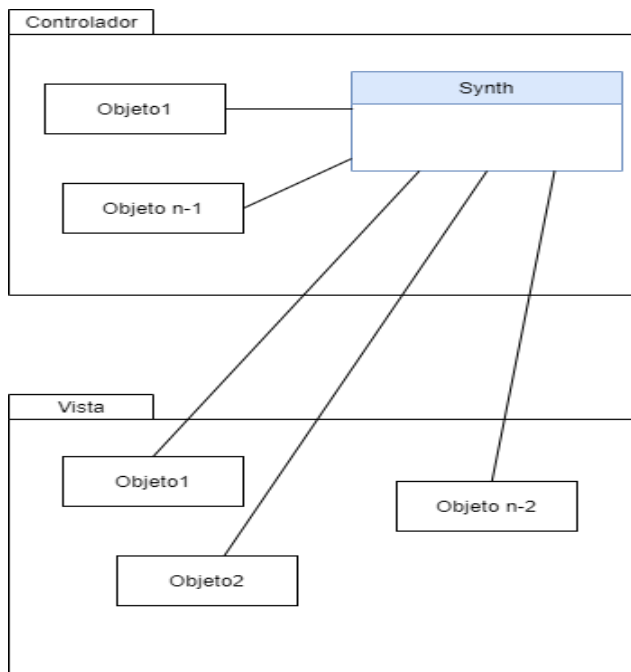 Controlador
Synth
Objeto1
Objeto n-1
Vista
Objeto1
Objeto n-2
Objeto2